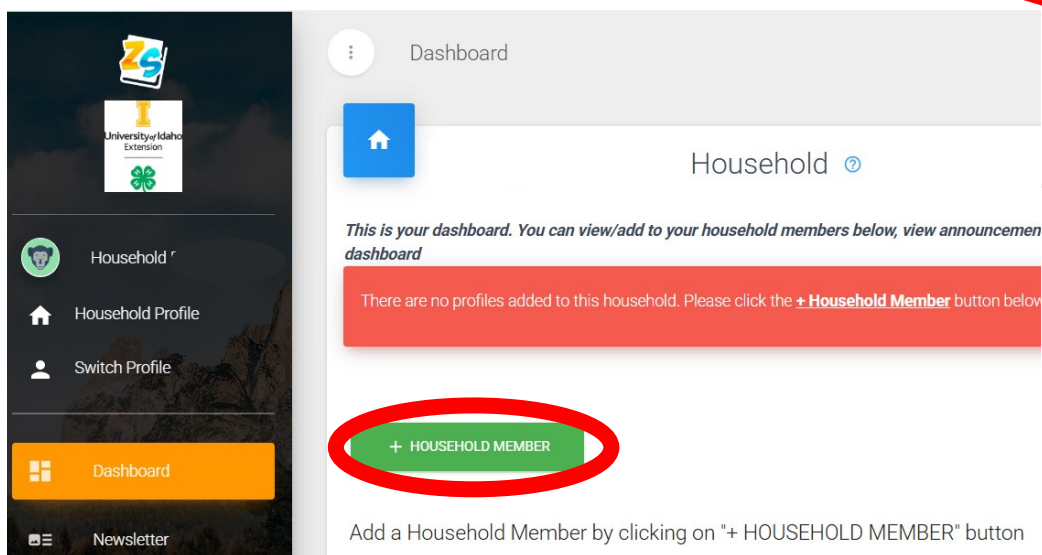 ZS
I
University of Idaho
Extension
Household
Household Profile
Switch Profile
Dashboard
Newsletter
Dashboard
Household
This is your dashboard. You can view/add to your household members below, view announcemen
dashboard
There are no profiles added to this household. Please click the + Household Member button below
+ HOUSEHOLD MEMBER
Add a Household Member by clicking on "+ HOUSEHOLD MEMBER" button